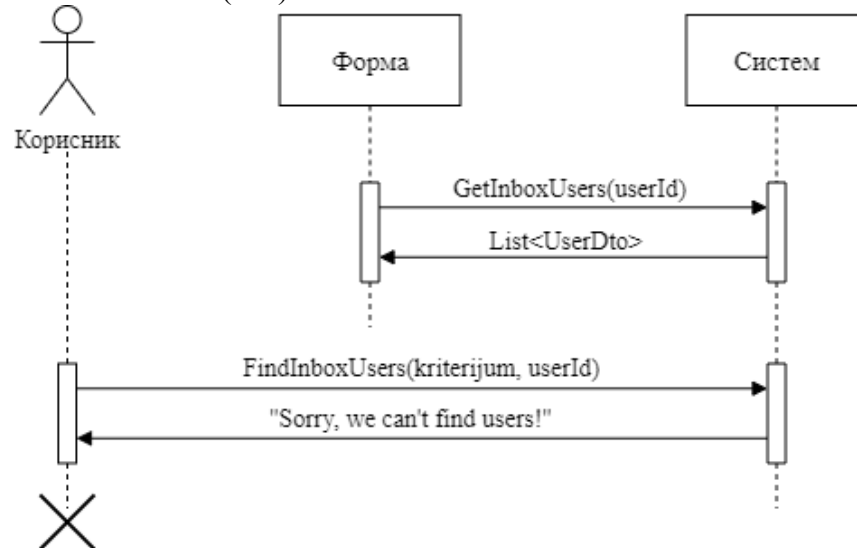 Форма
Систем
Корисник
GetInboxUsers(userId)
List<UserDto>
FindInboxUsers(kriterijum, userId)
"Sorry, we can't find users!"